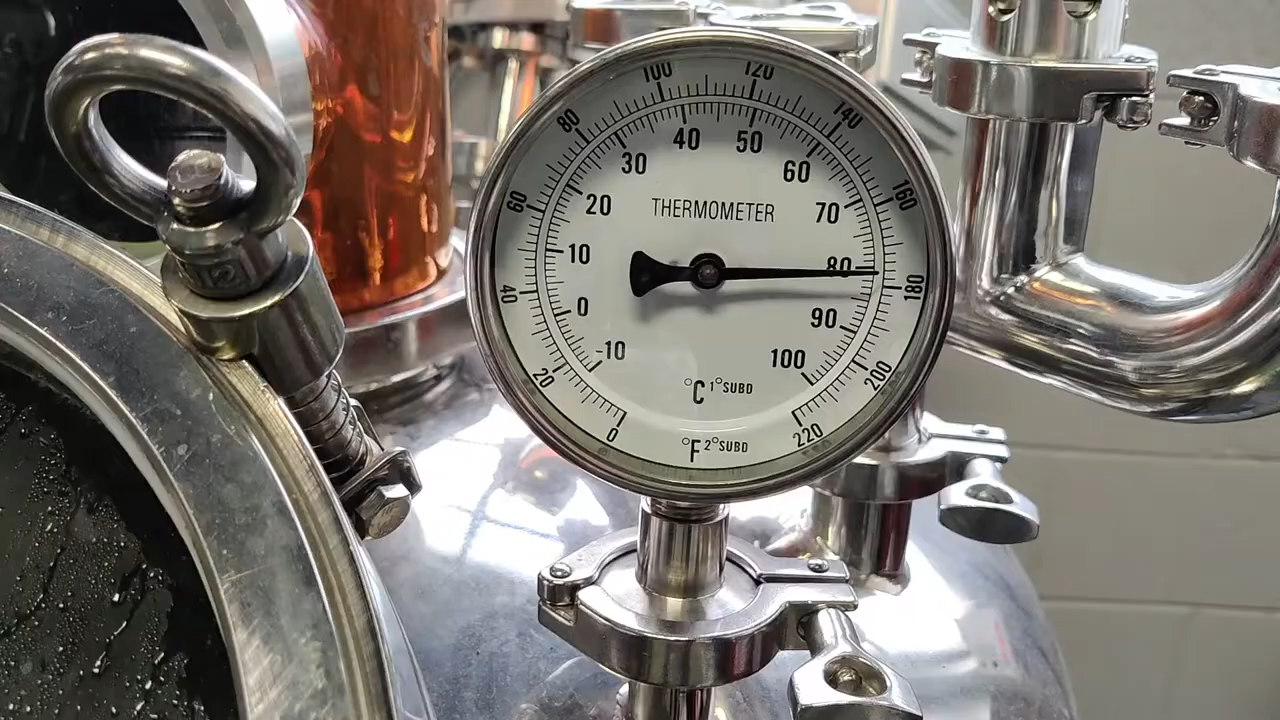 100 120
80 140
40 50
30 60
60 160
20 THERMOMETER 70
10 80
40 0 90 180
-10 100
20 200
°C 1°SUBD
0 220
°F 2°SUBD